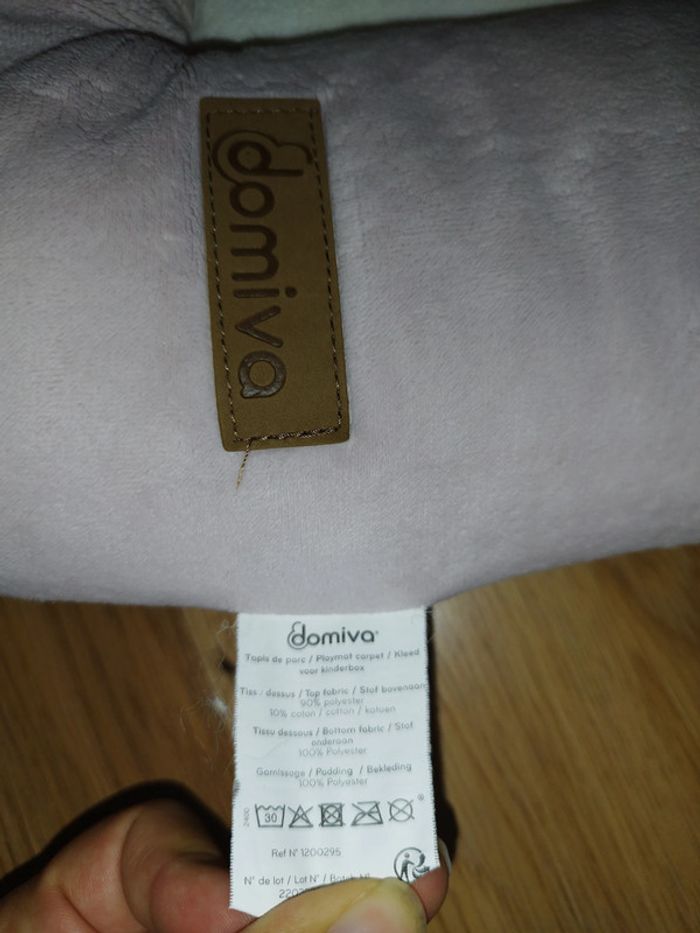 domiva
domiva
Tapis de parc / Playmat carpet / Kleed
voor kinderbox
Tissu dessus / Top fabric / Stof bovenaan
90% polyester
10% coton / cotton / katoen
Tissu dessous / Bottom fabric / Stof
onderaan
100% Polyester
Garnissage / Padding / Bekleding
100% Polyester
30
2400
Ref N° 1200295
N° de lot / Lot N° / Batch N°